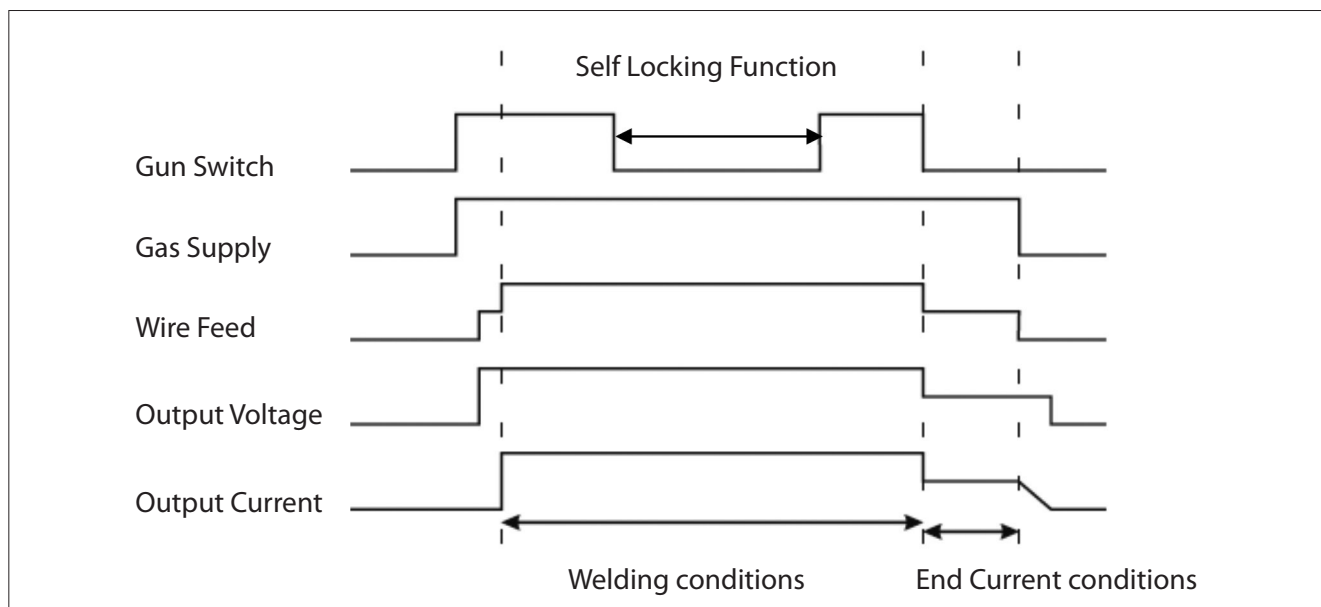 Self Locking Function
Gun Switch
Gas Supply
Wire Feed
Output Voltage
Output Current
Welding conditions
End Current conditions